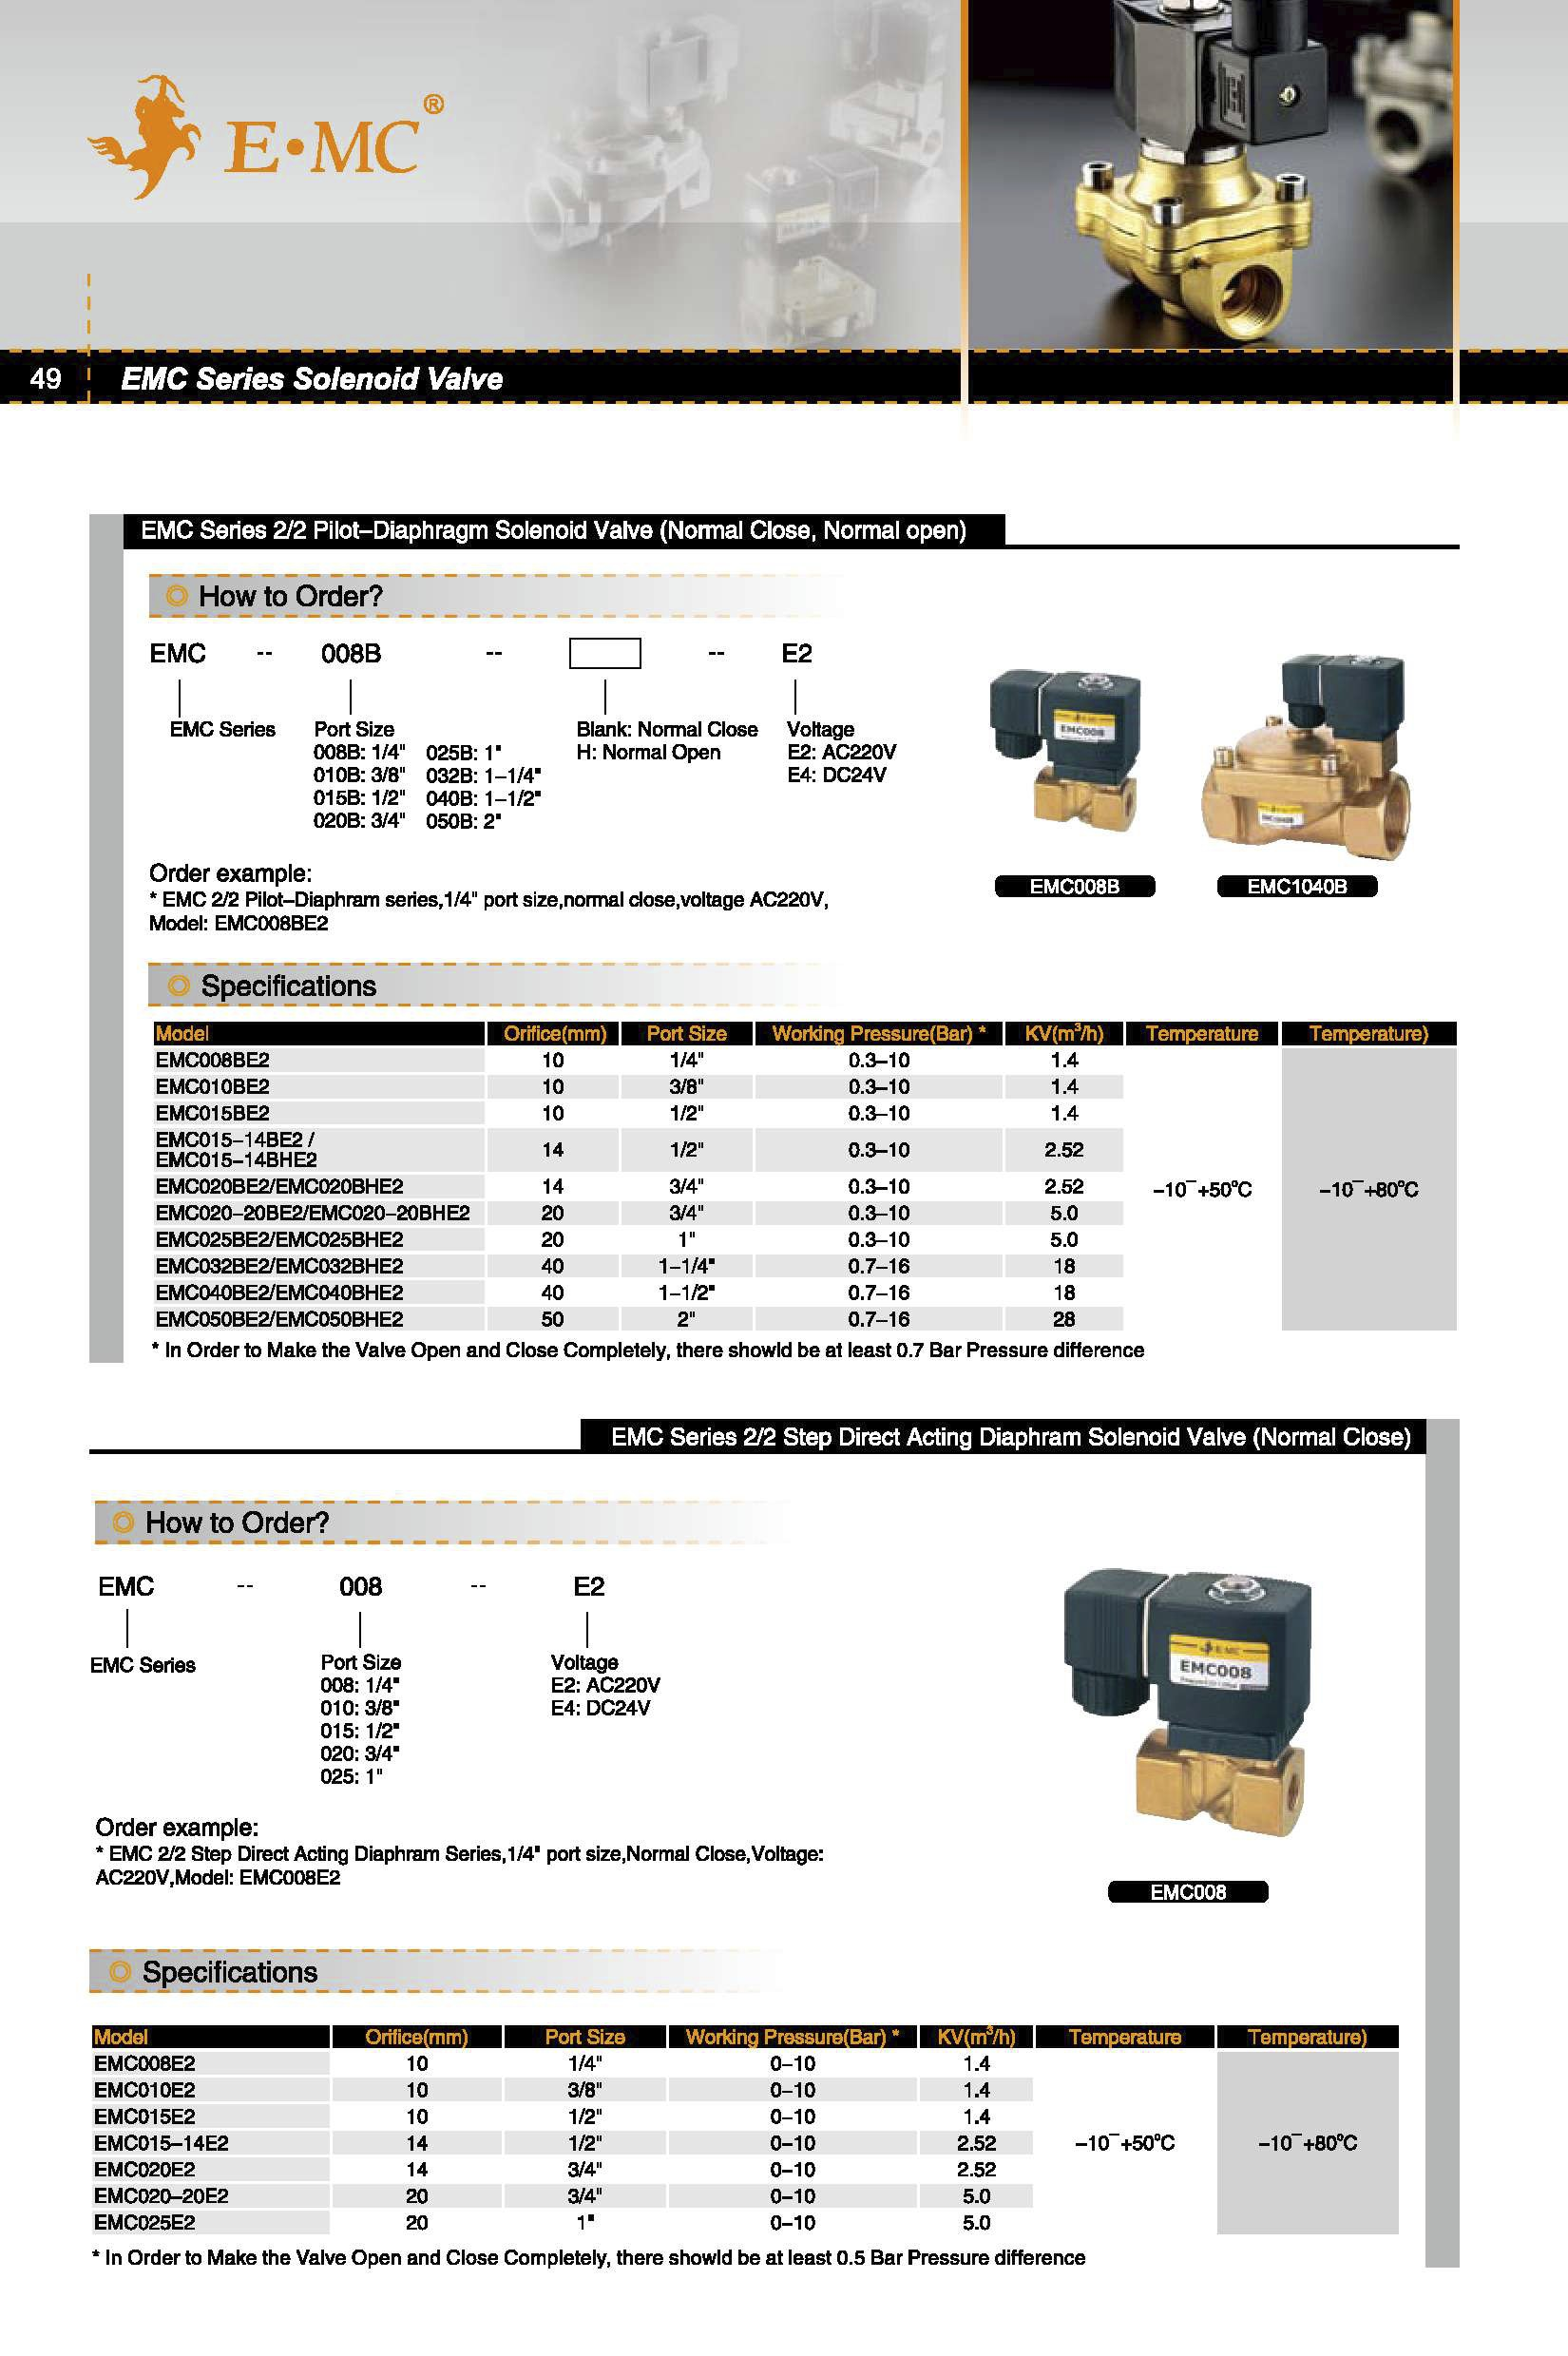 E•MC®
49 EMC Series Solenoid Valve
EMC Series 2/2 Pilot–Diaphragm Solenoid Valve (Normal Close, Normal open)
How to Order?
EMC -- 008B -- -- E2
EMC Series Port Size Blank: Normal Close Voltage
008B: 1/4" 025B: 1" H: Normal Open E2: AC220V
010B: 3/8" 032B: 1–1/4" E4: DC24V
015B: 1/2" 040B: 1–1/2"
020B: 3/4" 050B: 2"
EMC008
Order example:
* EMC 2/2 Pilot–Diaphram series,1/4" port size,normal close,voltage AC220V,
Model: EMC008BE2
EMC008B EMC1040B
Specifications
Model Orifice(mm) Port Size Working Pressure(Bar) * KV(m³/h) Temperature Temperature)
EMC008BE2 10 1/4" 0.3–10 1.4
EMC010BE2 10 3/8" 0.3–10 1.4
EMC015BE2 10 1/2" 0.3–10 1.4
EMC015–14BE2 /
EMC015–14BHE2 14 1/2" 0.3–10 2.52
EMC020BE2/EMC020BHE2 14 3/4" 0.3–10 2.52 –10¯+50ºC –10¯+80ºC
EMC020–20BE2/EMC020–20BHE2 20 3/4" 0.3–10 5.0
EMC025BE2/EMC025BHE2 20 1" 0.3–10 5.0
EMC032BE2/EMC032BHE2 40 1–1/4" 0.7–16 18
EMC040BE2/EMC040BHE2 40 1–1/2" 0.7–16 18
EMC050BE2/EMC050BHE2 50 2" 0.7–16 28
* In Order to Make the Valve Open and Close Completely, there showld be at least 0.7 Bar Pressure difference
EMC Series 2/2 Step Direct Acting Diaphram Solenoid Valve (Normal Close)
How to Order?
EMC -- 008 -- E2
EMC Series Port Size Voltage
008: 1/4" E2: AC220V
010: 3/8" E4: DC24V
015: 1/2"
020: 3/4"
025: 1"
E·MC
EMC008
Order example:
* EMC 2/2 Step Direct Acting Diaphram Series,1/4" port size,Normal Close,Voltage:
AC220V,Model: EMC008E2
EMC008
Specifications
Model Orifice(mm) Port Size Working Pressure(Bar) * KV(m³/h) Temperature Temperature)
EMC008E2 10 1/4" 0–10 1.4
EMC010E2 10 3/8" 0–10 1.4
EMC015E2 10 1/2" 0–10 1.4
EMC015–14E2 14 1/2" 0–10 2.52 –10¯+50ºC –10¯+80ºC
EMC020E2 14 3/4" 0–10 2.52
EMC020–20E2 20 3/4" 0–10 5.0
EMC025E2 20 1" 0–10 5.0
* In Order to Make the Valve Open and Close Completely, there showld be at least 0.5 Bar Pressure difference